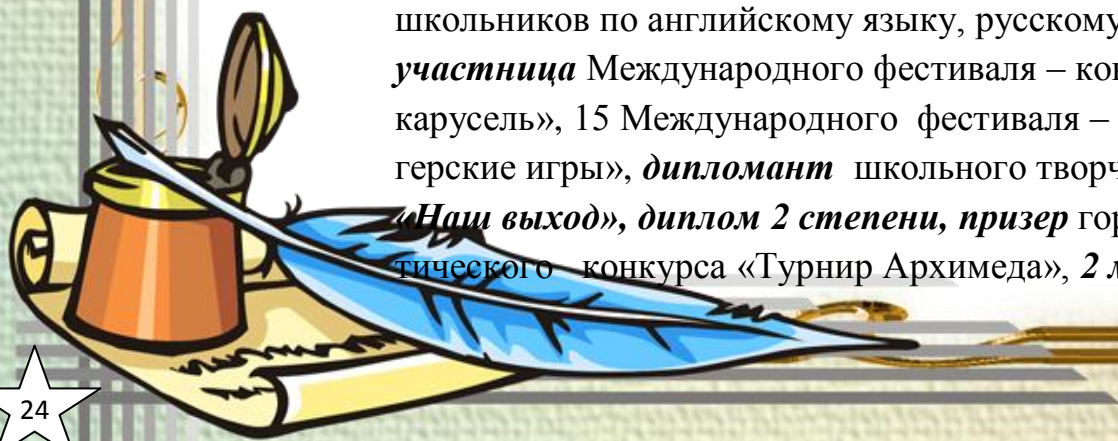 школьников по английскому языку, русскому
участница Международного фестиваля – кон
карусель», 15 Международного фестиваля –
герские игры», дипломант школьного творч
«Наш выход», диплом 2 степени, призер гор
тического конкурса «Турнир Архимеда», 2 м
24